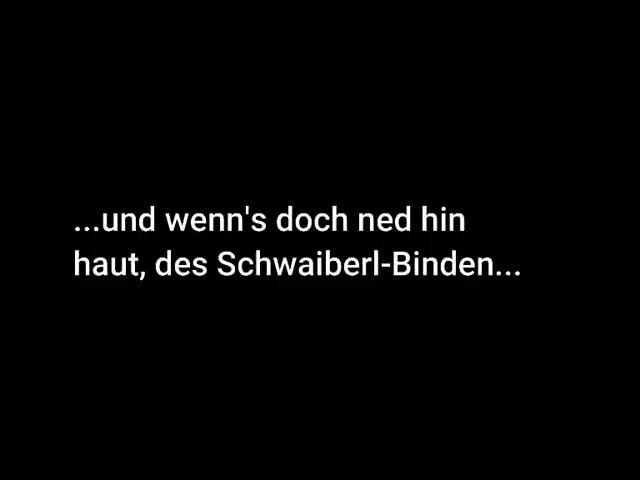 ...und wenn's doch ned hin
haut, des Schwaiberl-Binden...